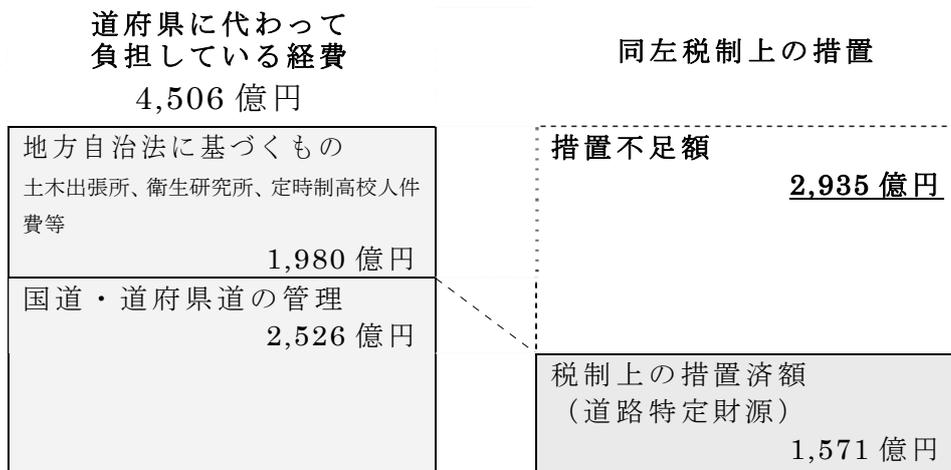 道府県に代わって
負担している経費
4,506 億円
地方自治法に基づくもの
土木出張所、衛生研究所、定時制高校人件
費等
1,980 億円
国道・道府県道の管理
2,526 億円
同左税制上の措置
措置不足額
2,935 億円
税制上の措置済額
（道路特定財源）
1,571 億円